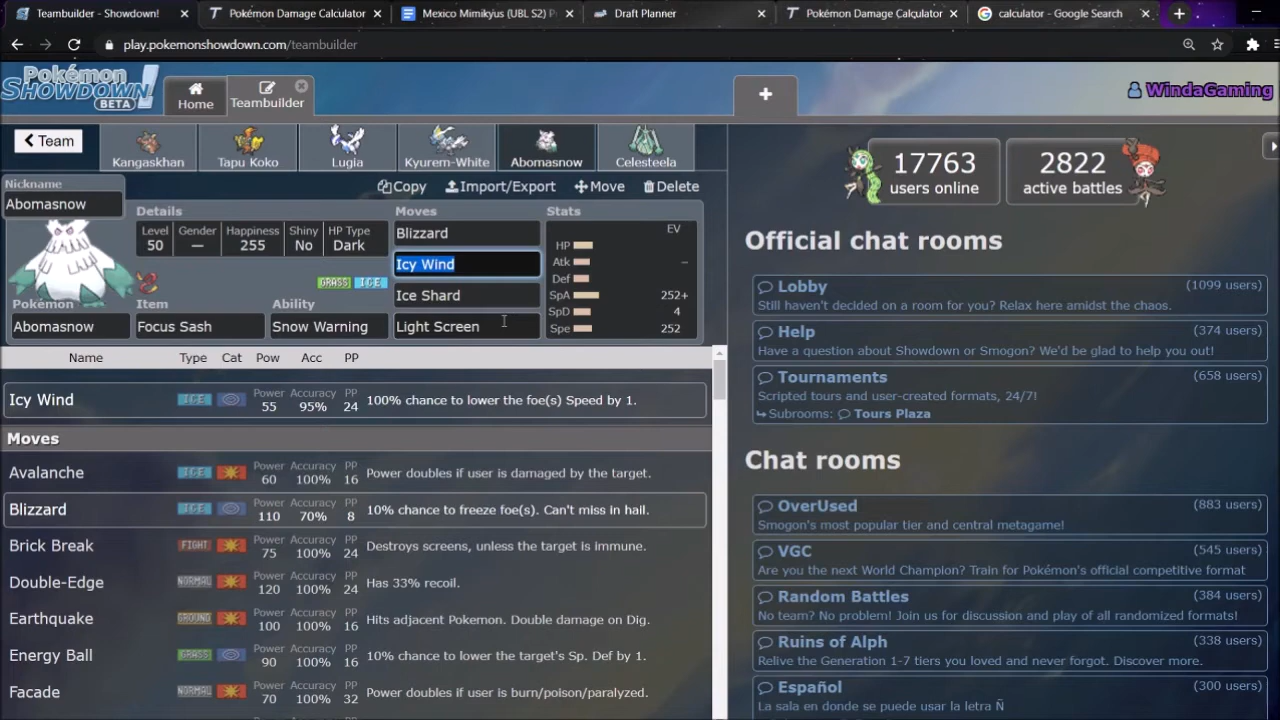 Teambuilder - Showdown!
Pokémon Damage Calculator
Mexico Mimikyus (UBL S2) P
Draft Planner
Pokémon Damage Calculator
calculator - Google Search
play.pokemonshowdown.com/teambuilder
Pokémon
SHOWDOWN!
BETA
Home
Teambuilder
WindaGaming
Team
Kangaskhan
Tapu Koko
Lugia
Kyurem-White
Abomasnow
Celesteela
Copy
Import/Export
Move
Delete
Nickname
Abomasnow
Details
Level
50
Gender
—
Happiness
255
Shiny
No
HP Type
Dark
GRASS ICE
Pokémon
Abomasnow
Item
Focus Sash
Ability
Snow Warning
Moves
Blizzard
Icy Wind
Ice Shard
Light Screen
Stats
EV
HP
Atk –
Def
SpA 252+
SpD 4
Spe 252
17763
users online
2822
active battles
Name Type Cat Pow Acc PP
Icy Wind ICE Power 55 Accuracy 95% PP 24 100% chance to lower the foe(s) Speed by 1.
Moves
Avalanche ICE Power 60 Accuracy 100% PP 16 Power doubles if user is damaged by the target.
Blizzard ICE Power 110 Accuracy 70% PP 8 10% chance to freeze foe(s). Can't miss in hail.
Brick Break FIGHT Power 75 Accuracy 100% PP 24 Destroys screens, unless the target is immune.
Double-Edge NORMAL Power 120 Accuracy 100% PP 24 Has 33% recoil.
Earthquake GROUND Power 100 Accuracy 100% PP 16 Hits adjacent Pokemon. Double damage on Dig.
Energy Ball GRASS Power 90 Accuracy 100% PP 16 10% chance to lower the target's Sp. Def by 1.
Facade NORMAL Power 70 Accuracy 100% PP 32 Power doubles if user is burn/poison/paralyzed.
Official chat rooms
Lobby (1099 users)
Still haven't decided on a room for you? Relax here amidst the chaos.
Help (374 users)
Have a question about Showdown or Smogon? We'd be glad to help you out!
Tournaments (658 users)
Scripted tours and user-created formats, 24/7!
Subrooms: Tours Plaza
Chat rooms
OverUsed (883 users)
Smogon's most popular tier and central metagame!
VGC (545 users)
Are you the next World Champion? Train for Pokémon's official competitive format
Random Battles (384 users)
No team? No problem! Join us for discussion and play of all randomized formats!
Ruins of Alph (338 users)
Relive the Generation 1-7 tiers you loved and never forgot. Discover more.
Español (300 users)
La sala en donde se puede usar la letra Ñ